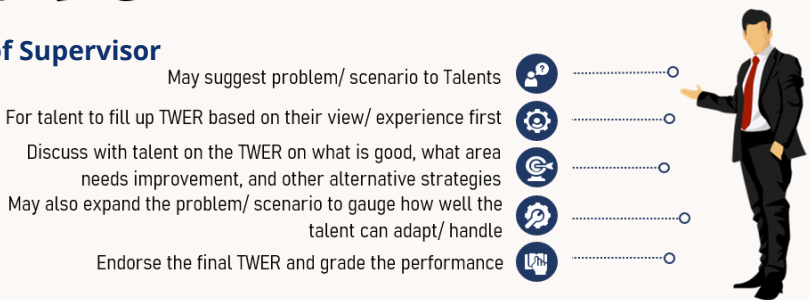 of Supervisor
May suggest problem/ scenario to Talents
For talent to fill up TWER based on their view/ experience first
Discuss with talent on the TWER on what is good, what area
needs improvement, and other alternative strategies
May also expand the problem/ scenario to gauge how well the
talent can adapt/ handle
Endorse the final TWER and grade the performance